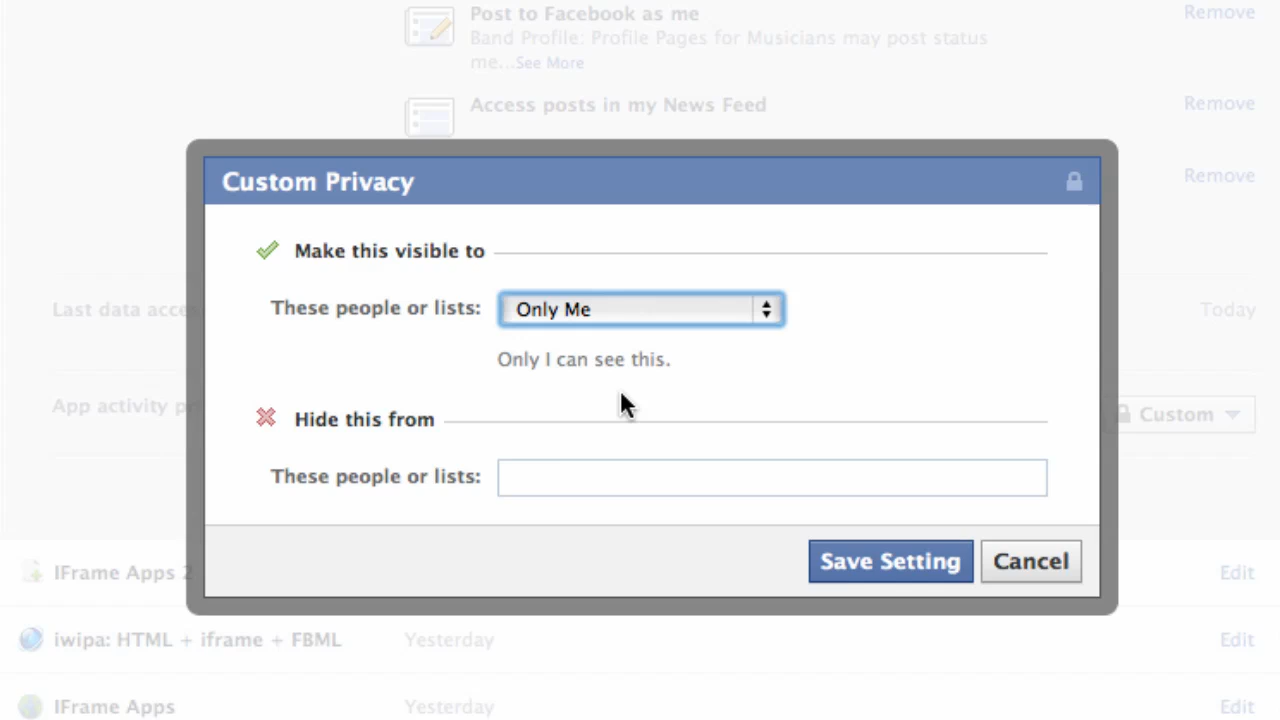 Post to Facebook as me
Remove
Band Profile: Profile Pages for Musicians may post status
me...See More
Access posts in my News Feed
Remove
Remove
Custom Privacy
Make this visible to
These people or lists: Only Me
Only I can see this.
Last data acce
Today
App activity p
Custom
Hide this from
These people or lists:
Save Setting
Cancel
IFrame Apps 2
Edit
iwipa: HTML + iframe + FBML
Yesterday
Edit
IFrame Apps
Yesterday
Edit